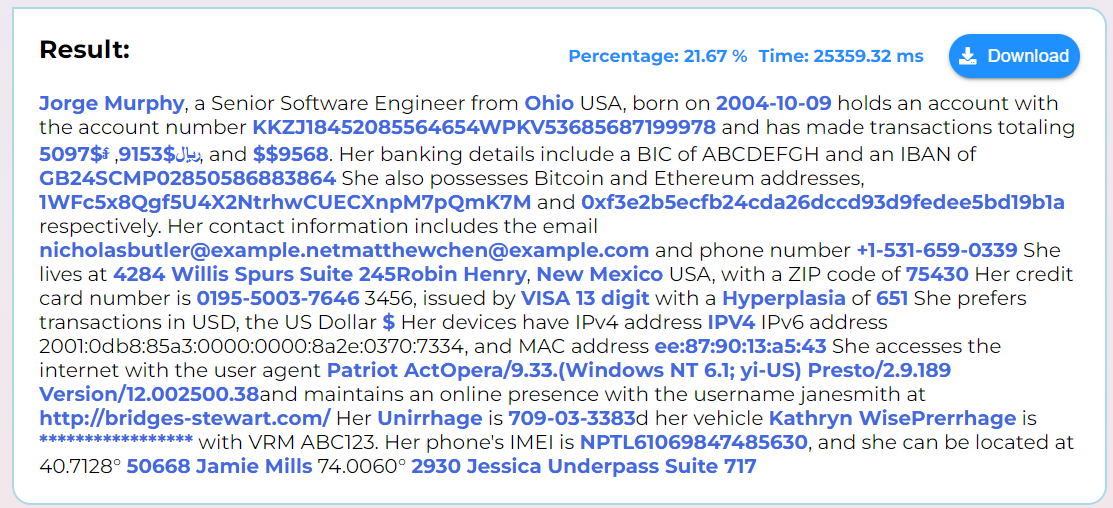 Result:
Percentage: 21.67 % Time: 25359.32 ms
Download
Jorge Murphy, a Senior Software Engineer from Ohio USA, born on 2004-10-09 holds an account with
the account number KKZJ18452085564654WPKV53685687199978 and has made transactions totaling
5097$ ,9153$﷼, and $$9568. Her banking details include a BIC of ABCDEFGH and an IBAN of
GB24SCMP02850586883864 She also possesses Bitcoin and Ethereum addresses,
1WFc5x8Qgf5U4X2NtrhwCUECXnpM7pQmK7M and 0xf3e2b5ecfb24cda26dccd93d9fedee5bd19b1a
respectively. Her contact information includes the email
nicholasbutler@example.netmatthewchen@example.com and phone number +1-531-659-0339 She
lives at 4284 Willis Spurs Suite 245Robin Henry, New Mexico USA, with a ZIP code of 75430 Her credit
card number is 0195-5003-7646 3456, issued by VISA 13 digit with a Hyperplasia of 651 She prefers
transactions in USD, the US Dollar $ Her devices have IPv4 address IPV4 IPv6 address
2001:0db8:85a3:0000:0000:8a2e:0370:7334, and MAC address ee:87:90:13:a5:43 She accesses the
internet with the user agent Patriot ActOpera/9.33.(Windows NT 6.1; yi-US) Presto/2.9.189
Version/12.002500.38and maintains an online presence with the username janesmith at
http://bridges-stewart.com/ Her Unirrhage is 709-03-3383d her vehicle Kathryn WisePrerrhage is
***************** with VRM ABC123. Her phone's IMEI is NPTL61069847485630, and she can be located at
40.7128° 50668 Jamie Mills 74.0060° 2930 Jessica Underpass Suite 717